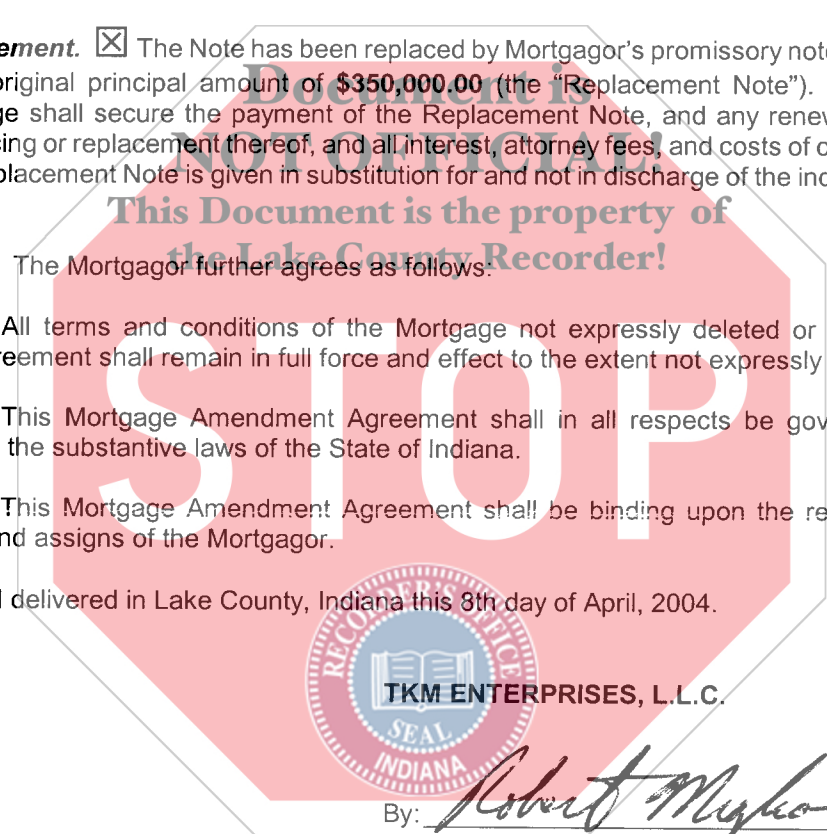 ement. ☒ The Note has been replaced by Mortgagor's promissory note
original principal amount of $350,000.00 (the "Replacement Note").
ge shall secure the payment of the Replacement Note, and any renew
ing or replacement thereof, and all interest, attorney fees, and costs of c
placement Note is given in substitution for and not in discharge of the ind
Document is
NOT OFFICIAL!
This Document is the property of
the Lake County Recorder!
The Mortgagor further agrees as follows:
All terms and conditions of the Mortgage not expressly deleted or
reement shall remain in full force and effect to the extent not expressly
STOP
This Mortgage Amendment Agreement shall in all respects be gov
the substantive laws of the State of Indiana.
This Mortgage Amendment Agreement shall be binding upon the re
nd assigns of the Mortgagor.
d delivered in Lake County, Indiana this 8th day of April, 2004.
RECORDER'S OFFICE
SEAL
INDIANA
TKM ENTERPRISES, L.L.C.
By: Robert